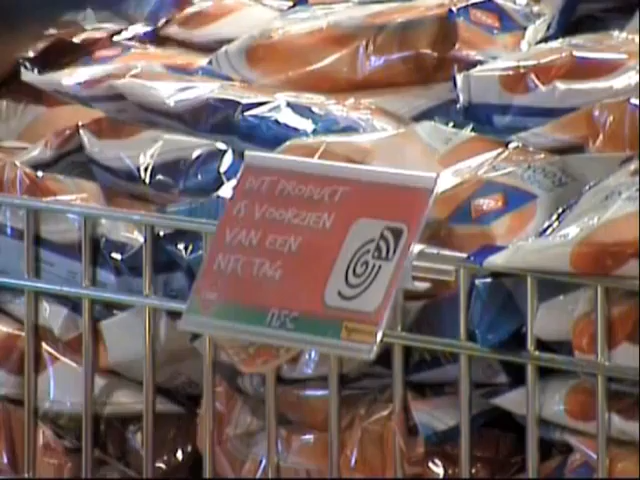 DIT PRODUCT
IS VOORZIEN
VAN EEN
NFC TAG
NFC